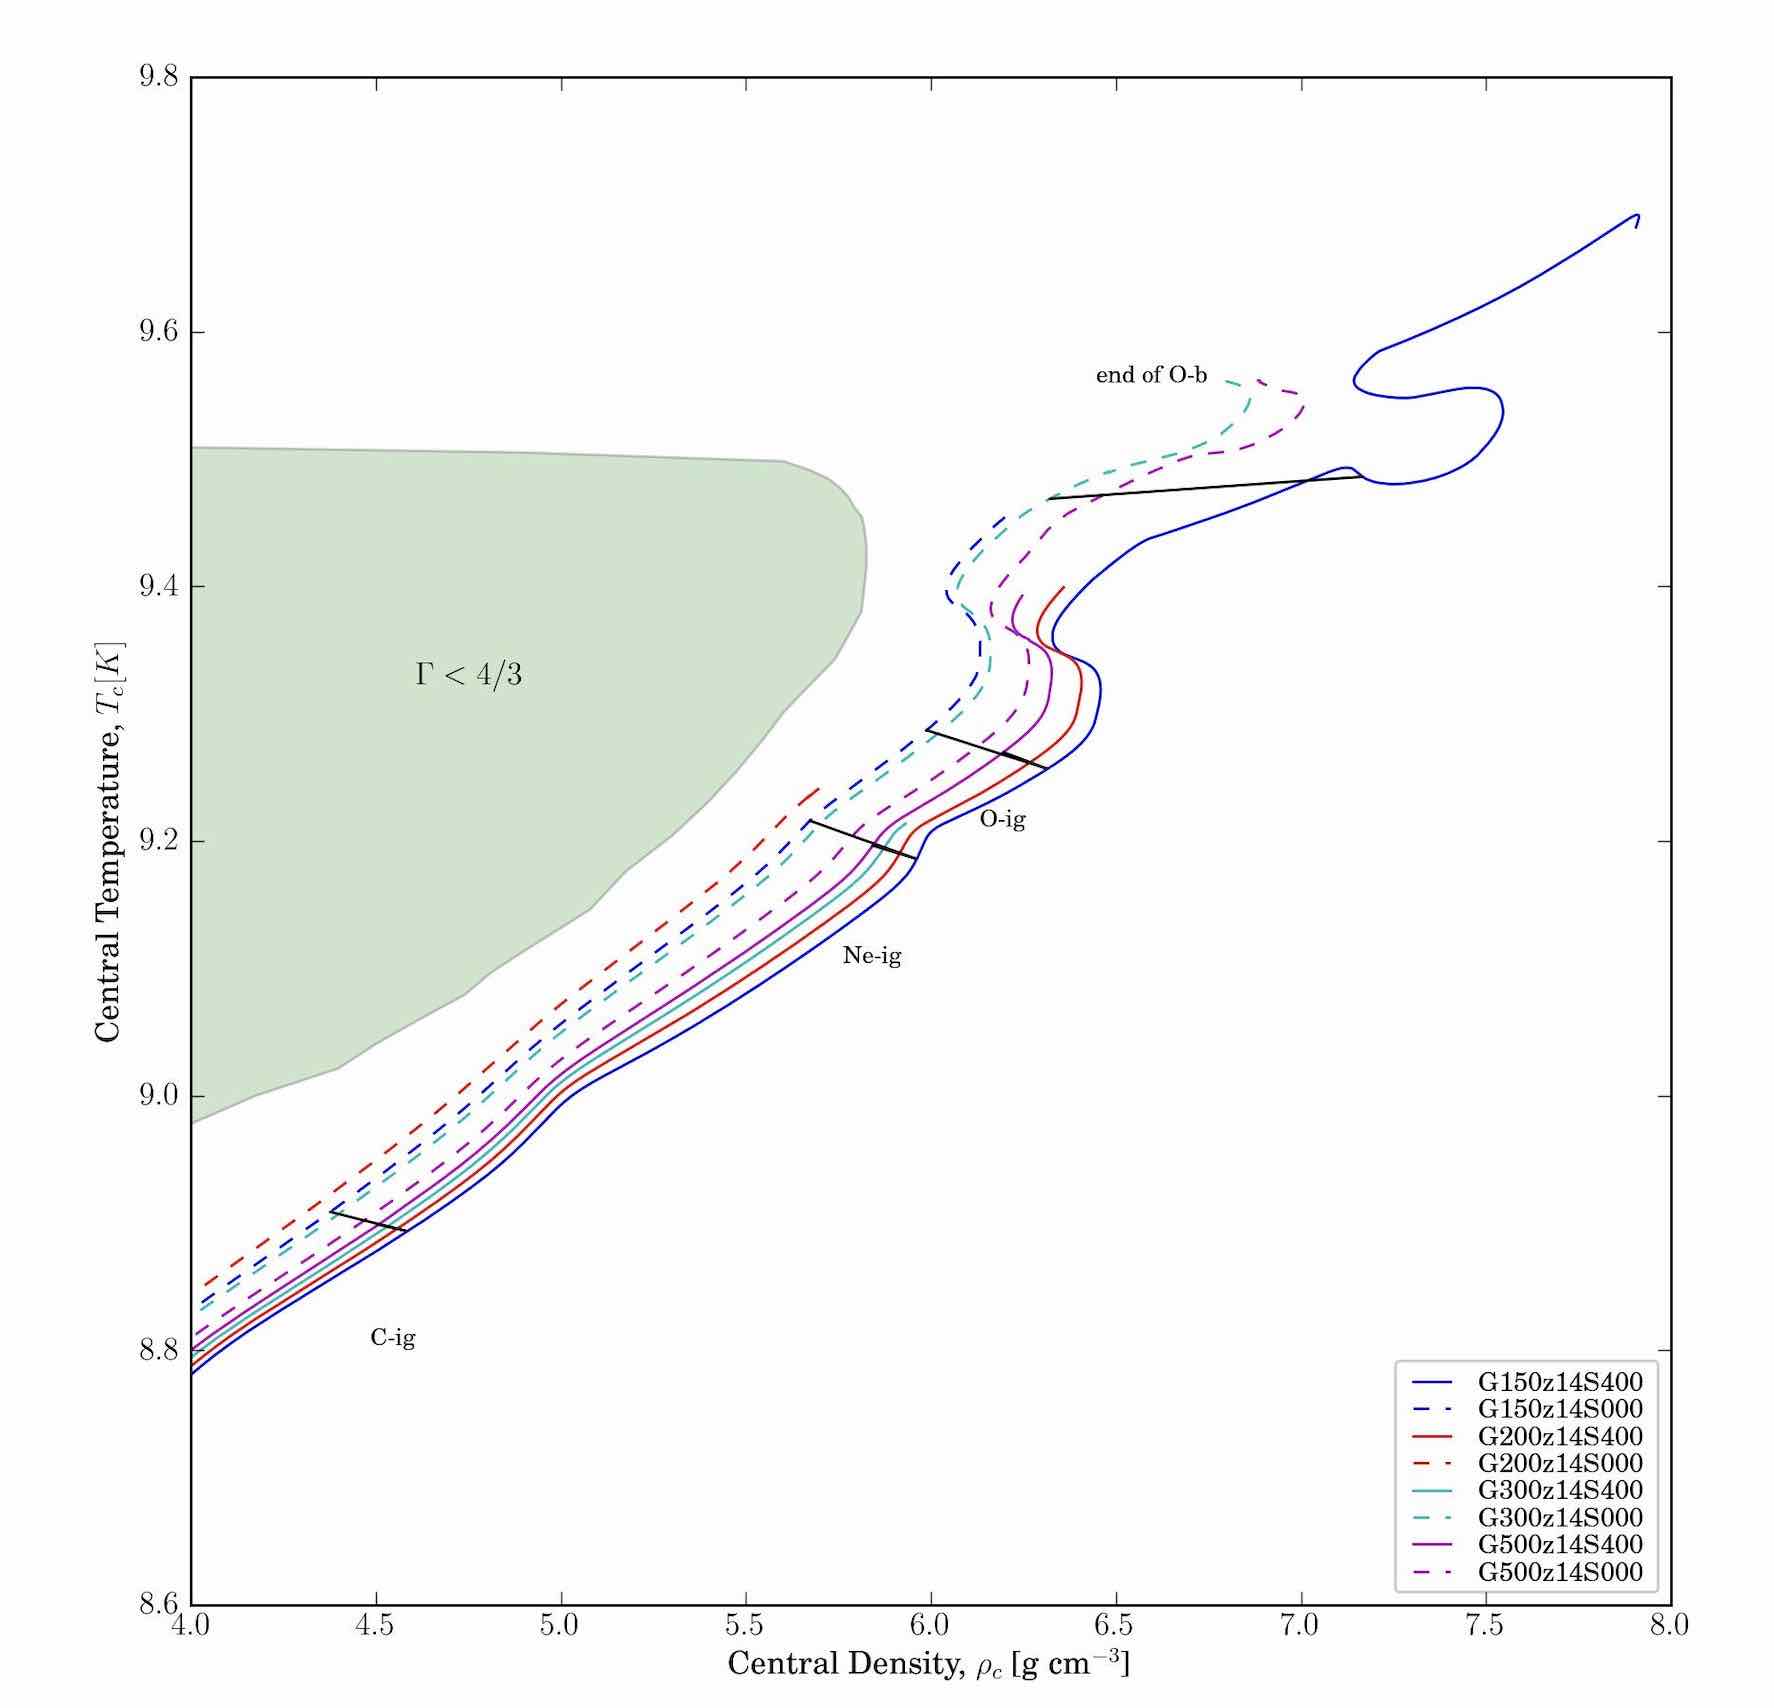 9.8
9.6
9.4
9.2
9.0
8.8
8.6
Central Temperature, T_c[K]
end of O-b
Γ < 4/3
O-ig
Ne-ig
C-ig
G150z14S400
G150z14S000
G200z14S400
G200z14S000
G300z14S400
G300z14S000
G500z14S400
G500z14S000
4.0 4.5 5.0 5.5 6.0 6.5 7.0 7.5 8.0
Central Density, ρ_c [g cm⁻³]